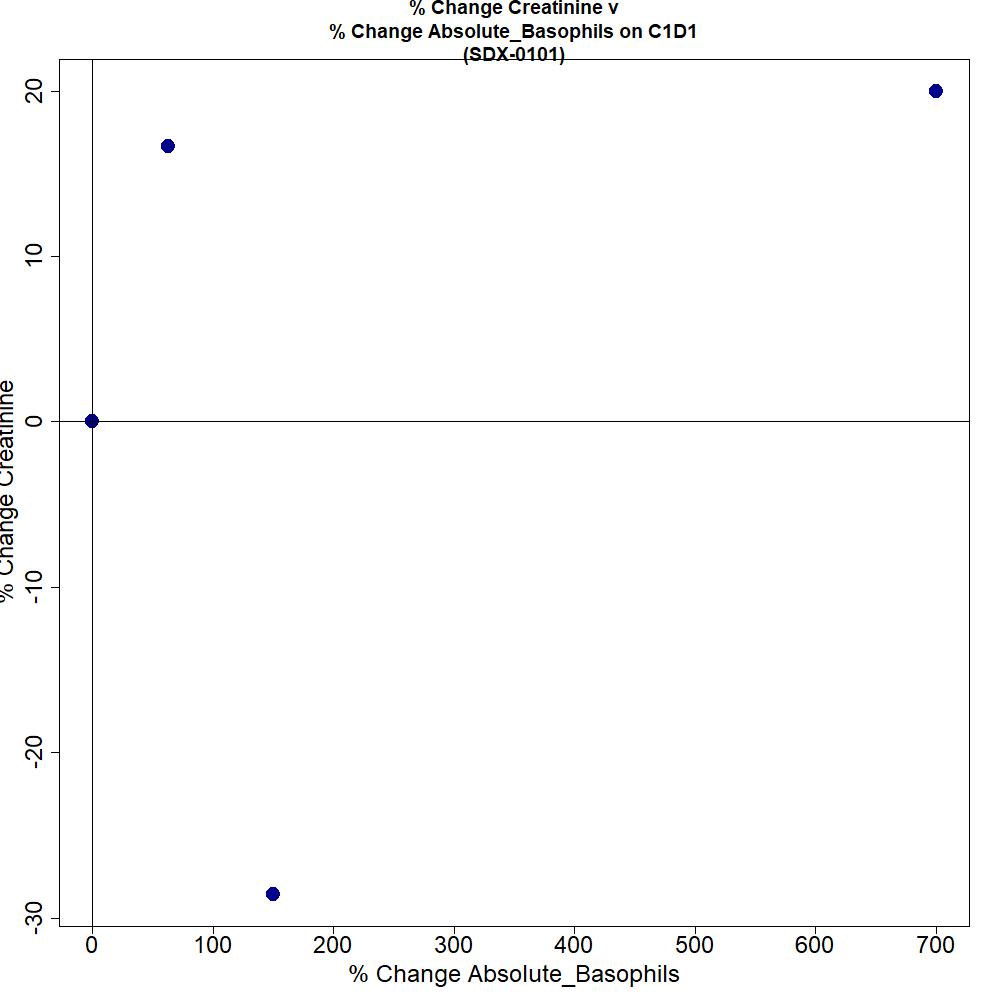 % Change Creatinine v
% Change Absolute_Basophils on C1D1
(SDX-0101)
% Change Creatinine
20
10
0
-10
-20
-30
0 100 200 300 400 500 600 700
% Change Absolute_Basophils